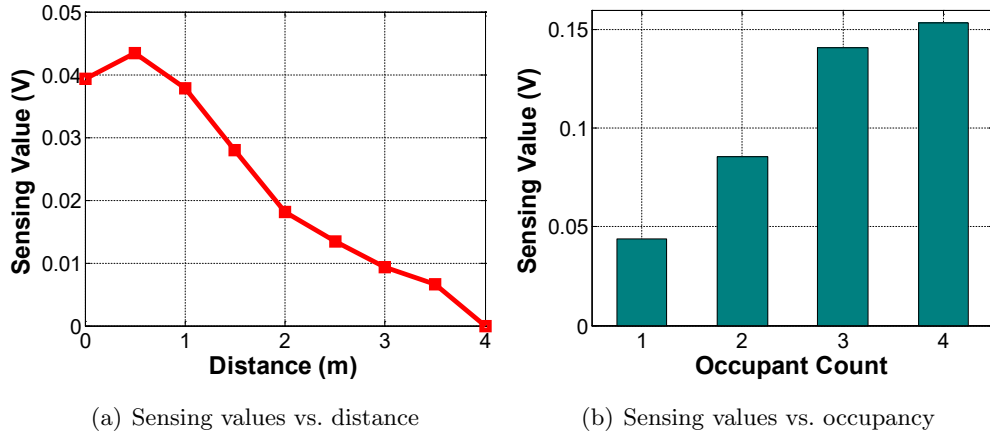 0.05
0.04
0.03
0.02
0.01
0
0 1 2 3 4
Sensing Value (V)
Distance (m)
(a) Sensing values vs. distance
0.15
0.1
0.05
0
1 2 3 4
Sensing Value (V)
Occupant Count
(b) Sensing values vs. occupancy